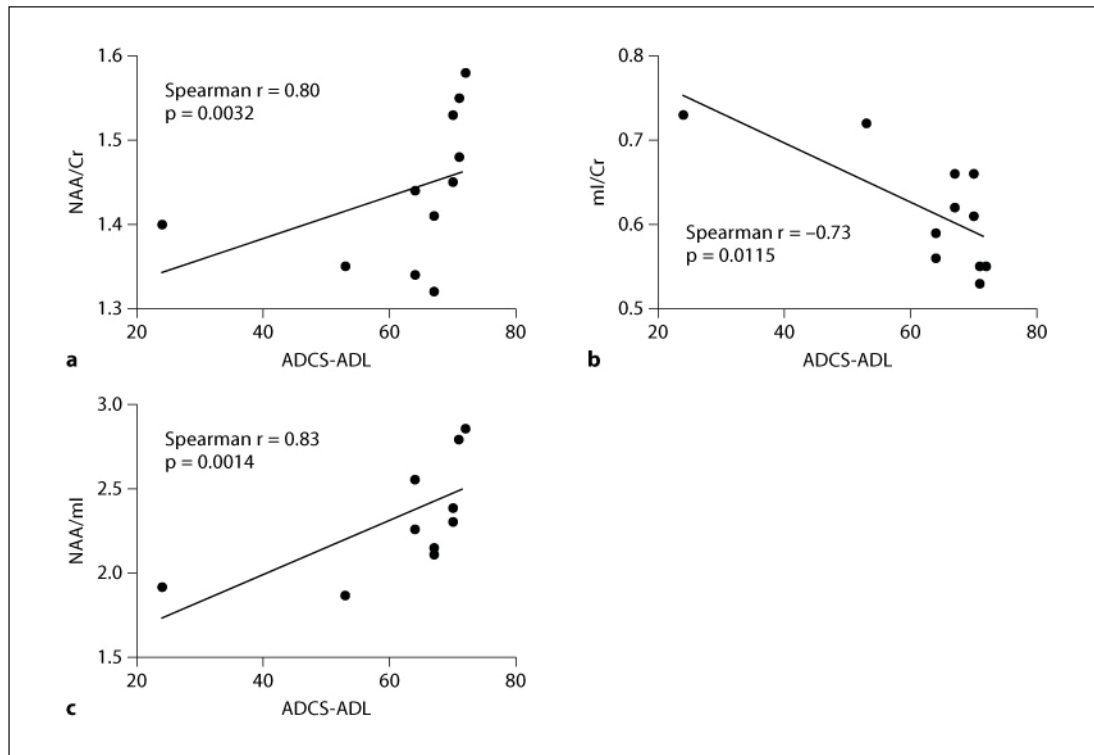 1.6
Spearman r = 0.80
p = 0.0032
1.5
NAA/Cr
1.4
1.3
20
40
60
80
a
ADCS-ADL
0.8
0.7
mI/Cr
0.6
Spearman r = –0.73
p = 0.0115
0.5
20
40
60
80
b
ADCS-ADL
3.0
Spearman r = 0.83
p = 0.0014
2.5
NAA/mI
2.0
1.5
20
40
60
80
c
ADCS-ADL